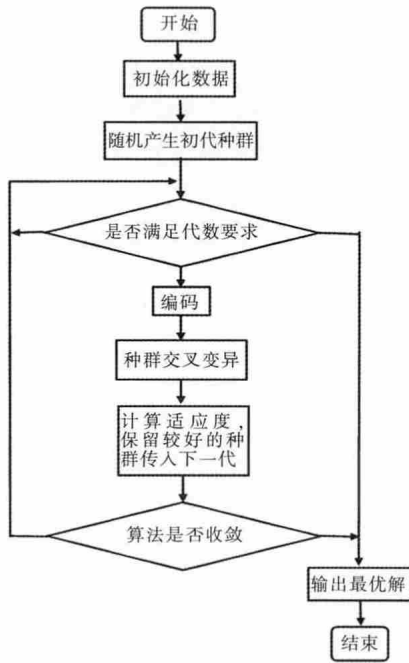 开始
初始化数据
随机产生初代种群
是否满足代数要求
编码
种群交叉变异
计算适应度，
保留较好的种
群传入下一代
算法是否收敛
输出最优解
结束